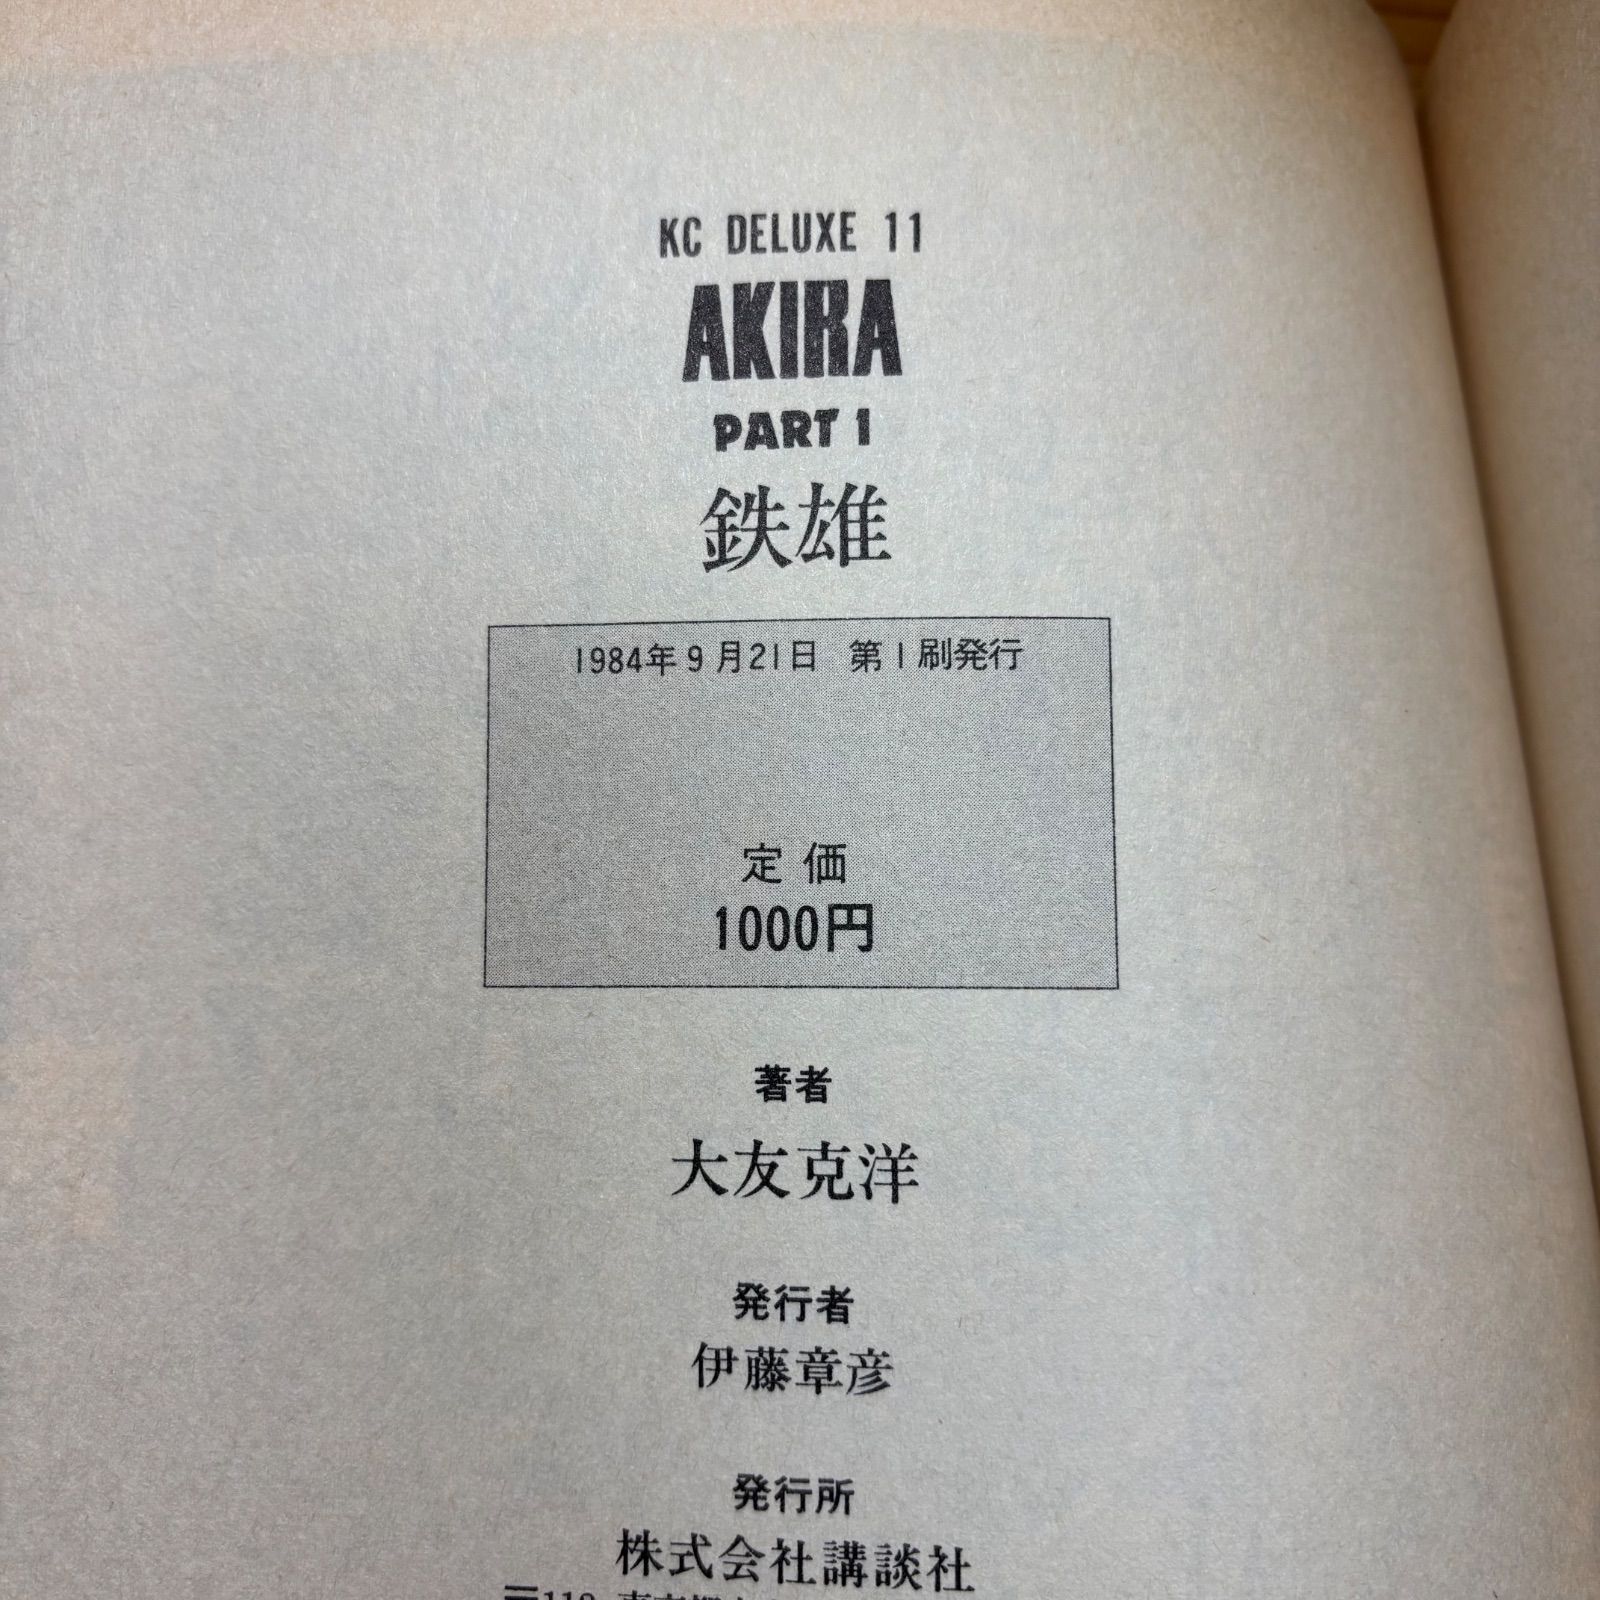 KC DELUXE 11
AKIRA
PART 1
鉄雄
1984年9月21日 第1刷発行
定価
1000円
著者
大友克洋
発行者
伊藤章彦
発行所
株式会社講談社